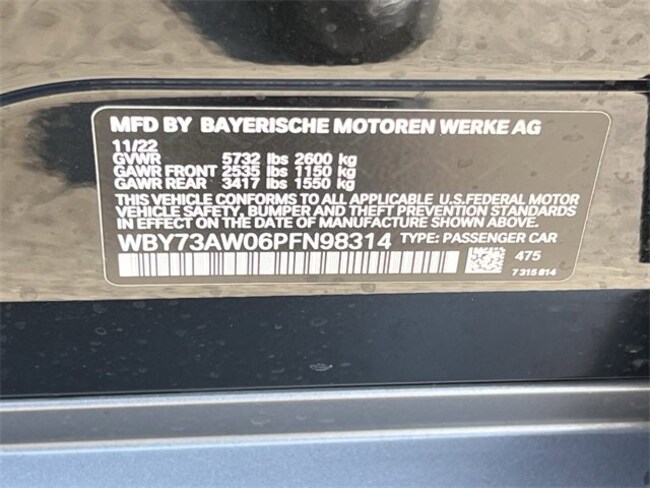 MFD BY BAYERISCHE MOTOREN WERKE AG
11/22
GVWR 5732 lbs 2600 kg
GAWR FRONT 2535 lbs 1150 kg
GAWR REAR 3417 lbs 1550 kg
THIS VEHICLE CONFORMS TO ALL APPLICABLE U.S.FEDERAL MOTOR
VEHICLE SAFETY, BUMPER, AND THEFT PREVENTION STANDARDS
IN EFFECT ON THE DATE OF MANUFACTURE SHOWN ABOVE.
WBY73AW06PFN98314 TYPE: PASSENGER CAR
475
7 315 814